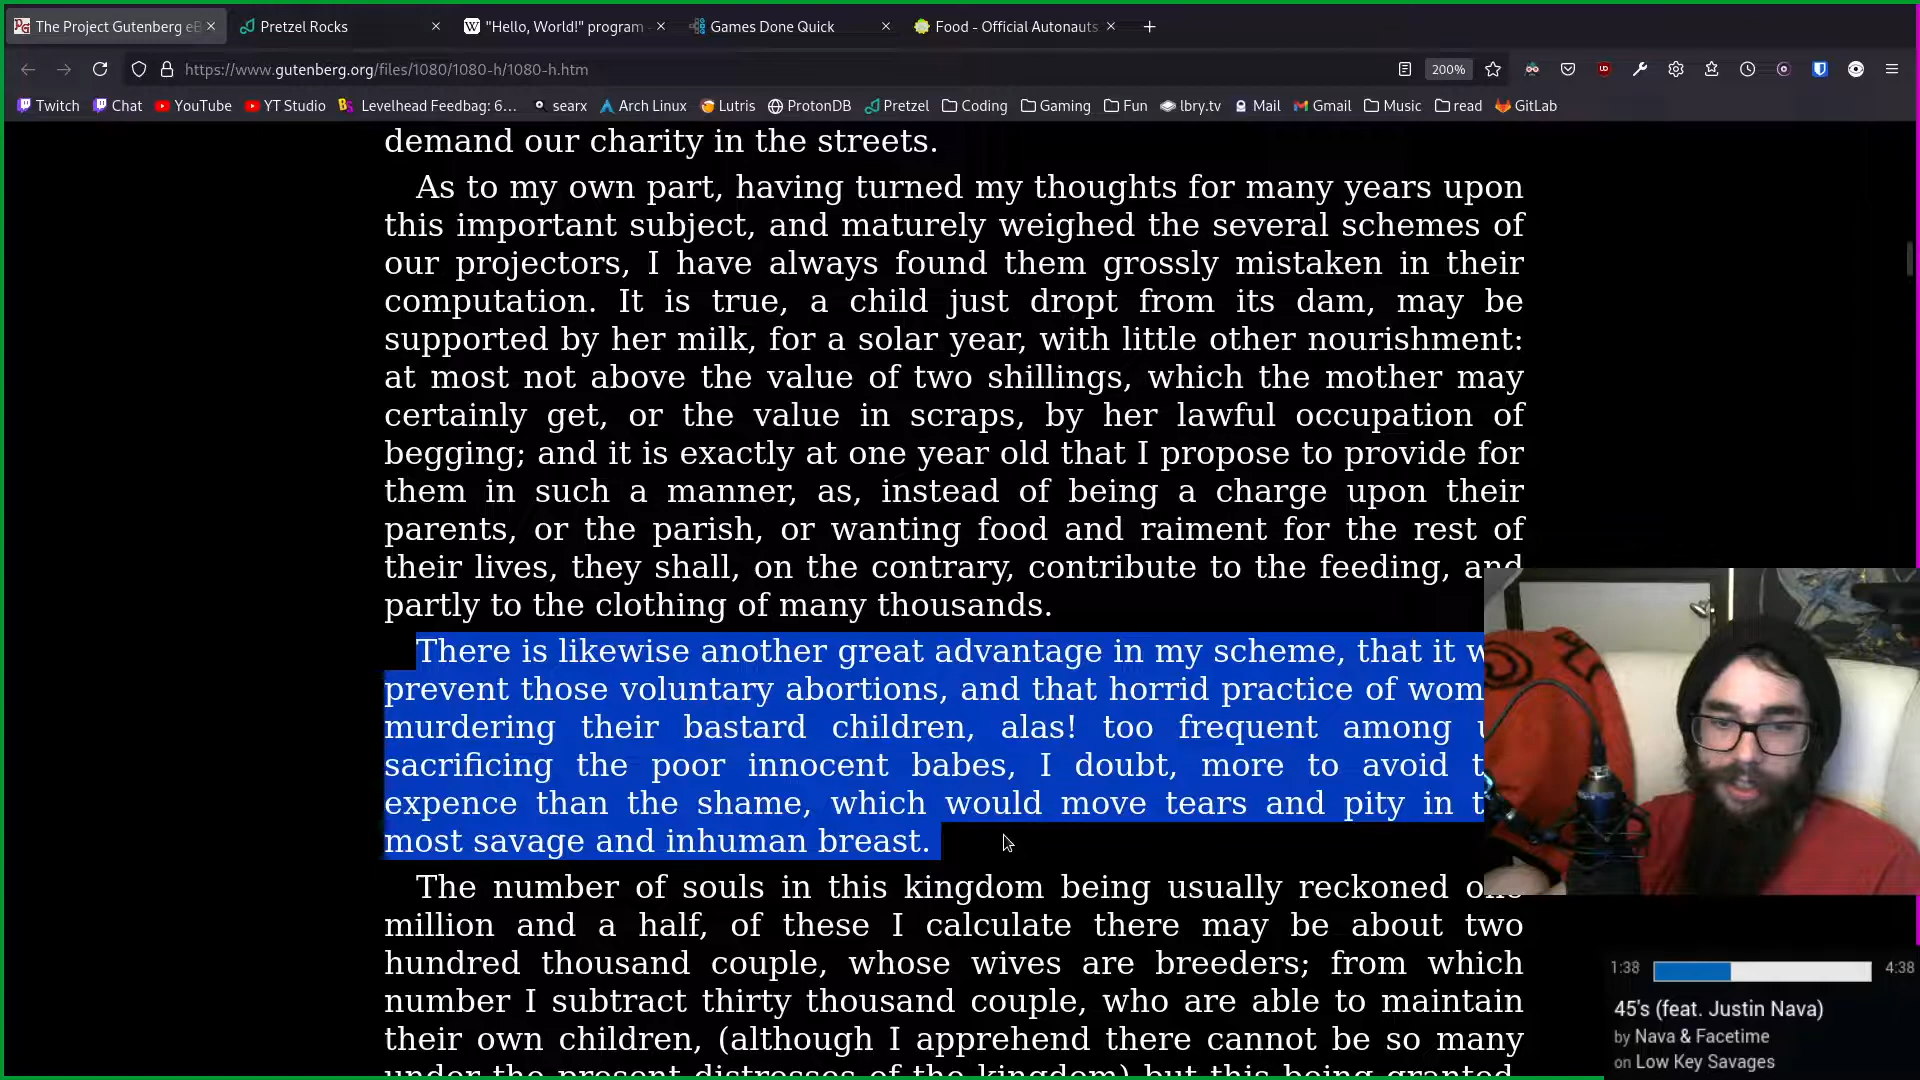 The Project Gutenberg eB
Pretzel Rocks
"Hello, World!" program -
Games Done Quick
Food - Official Autonauts
https://www.gutenberg.org/files/1080/1080-h/1080-h.htm
200%
Twitch
Chat
YouTube
YT Studio
Levelhead Feedbag: 6...
searx
Arch Linux
Lutris
ProtonDB
Pretzel
Coding
Gaming
Fun
lbry.tv
Mail
Gmail
Music
read
GitLab
demand our charity in the streets.
As to my own part, having turned my thoughts for many years upon
this important subject, and maturely weighed the several schemes of
our projectors, I have always found them grossly mistaken in their
computation. It is true, a child just dropt from its dam, may be
supported by her milk, for a solar year, with little other nourishment:
at most not above the value of two shillings, which the mother may
certainly get, or the value in scraps, by her lawful occupation of
begging; and it is exactly at one year old that I propose to provide for
them in such a manner, as, instead of being a charge upon their
parents, or the parish, or wanting food and raiment for the rest of
their lives, they shall, on the contrary, contribute to the feeding, and
partly to the clothing of many thousands.
There is likewise another great advantage in my scheme, that it w
prevent those voluntary abortions, and that horrid practice of wom
murdering their bastard children, alas! too frequent among u
sacrificing the poor innocent babes, I doubt, more to avoid t
expence than the shame, which would move tears and pity in t
most savage and inhuman breast.
The number of souls in this kingdom being usually reckoned one
million and a half, of these I calculate there may be about two
hundred thousand couple, whose wives are breeders; from which
number I subtract thirty thousand couple, who are able to maintain
their own children, (although I apprehend there cannot be so many
under the present distresses of the kingdom) but this being granted,
1:38
4:38
45's (feat. Justin Nava)
by Nava & Facetime
on Low Key Savages